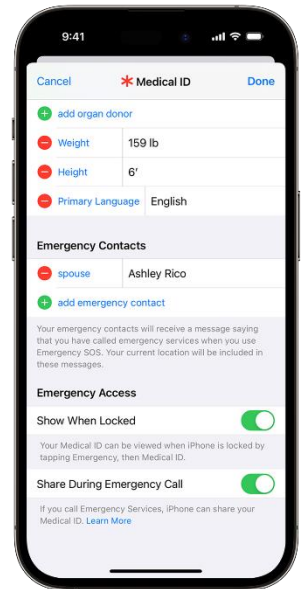 9:41
Cancel
Medical ID
Done
add organ donor
Weight 159 lb
Height 6′
Primary Language English
Emergency Contacts
spouse Ashley Rico
add emergency contact
Your emergency contacts will receive a message saying
that you have called emergency services when you use
Emergency SOS. Your current location will be included in
these messages.
Emergency Access
Show When Locked
Your Medical ID can be viewed when iPhone is locked by
tapping Emergency, then Medical ID.
Share During Emergency Call
If you call Emergency Services, iPhone can share your
Medical ID. Learn More